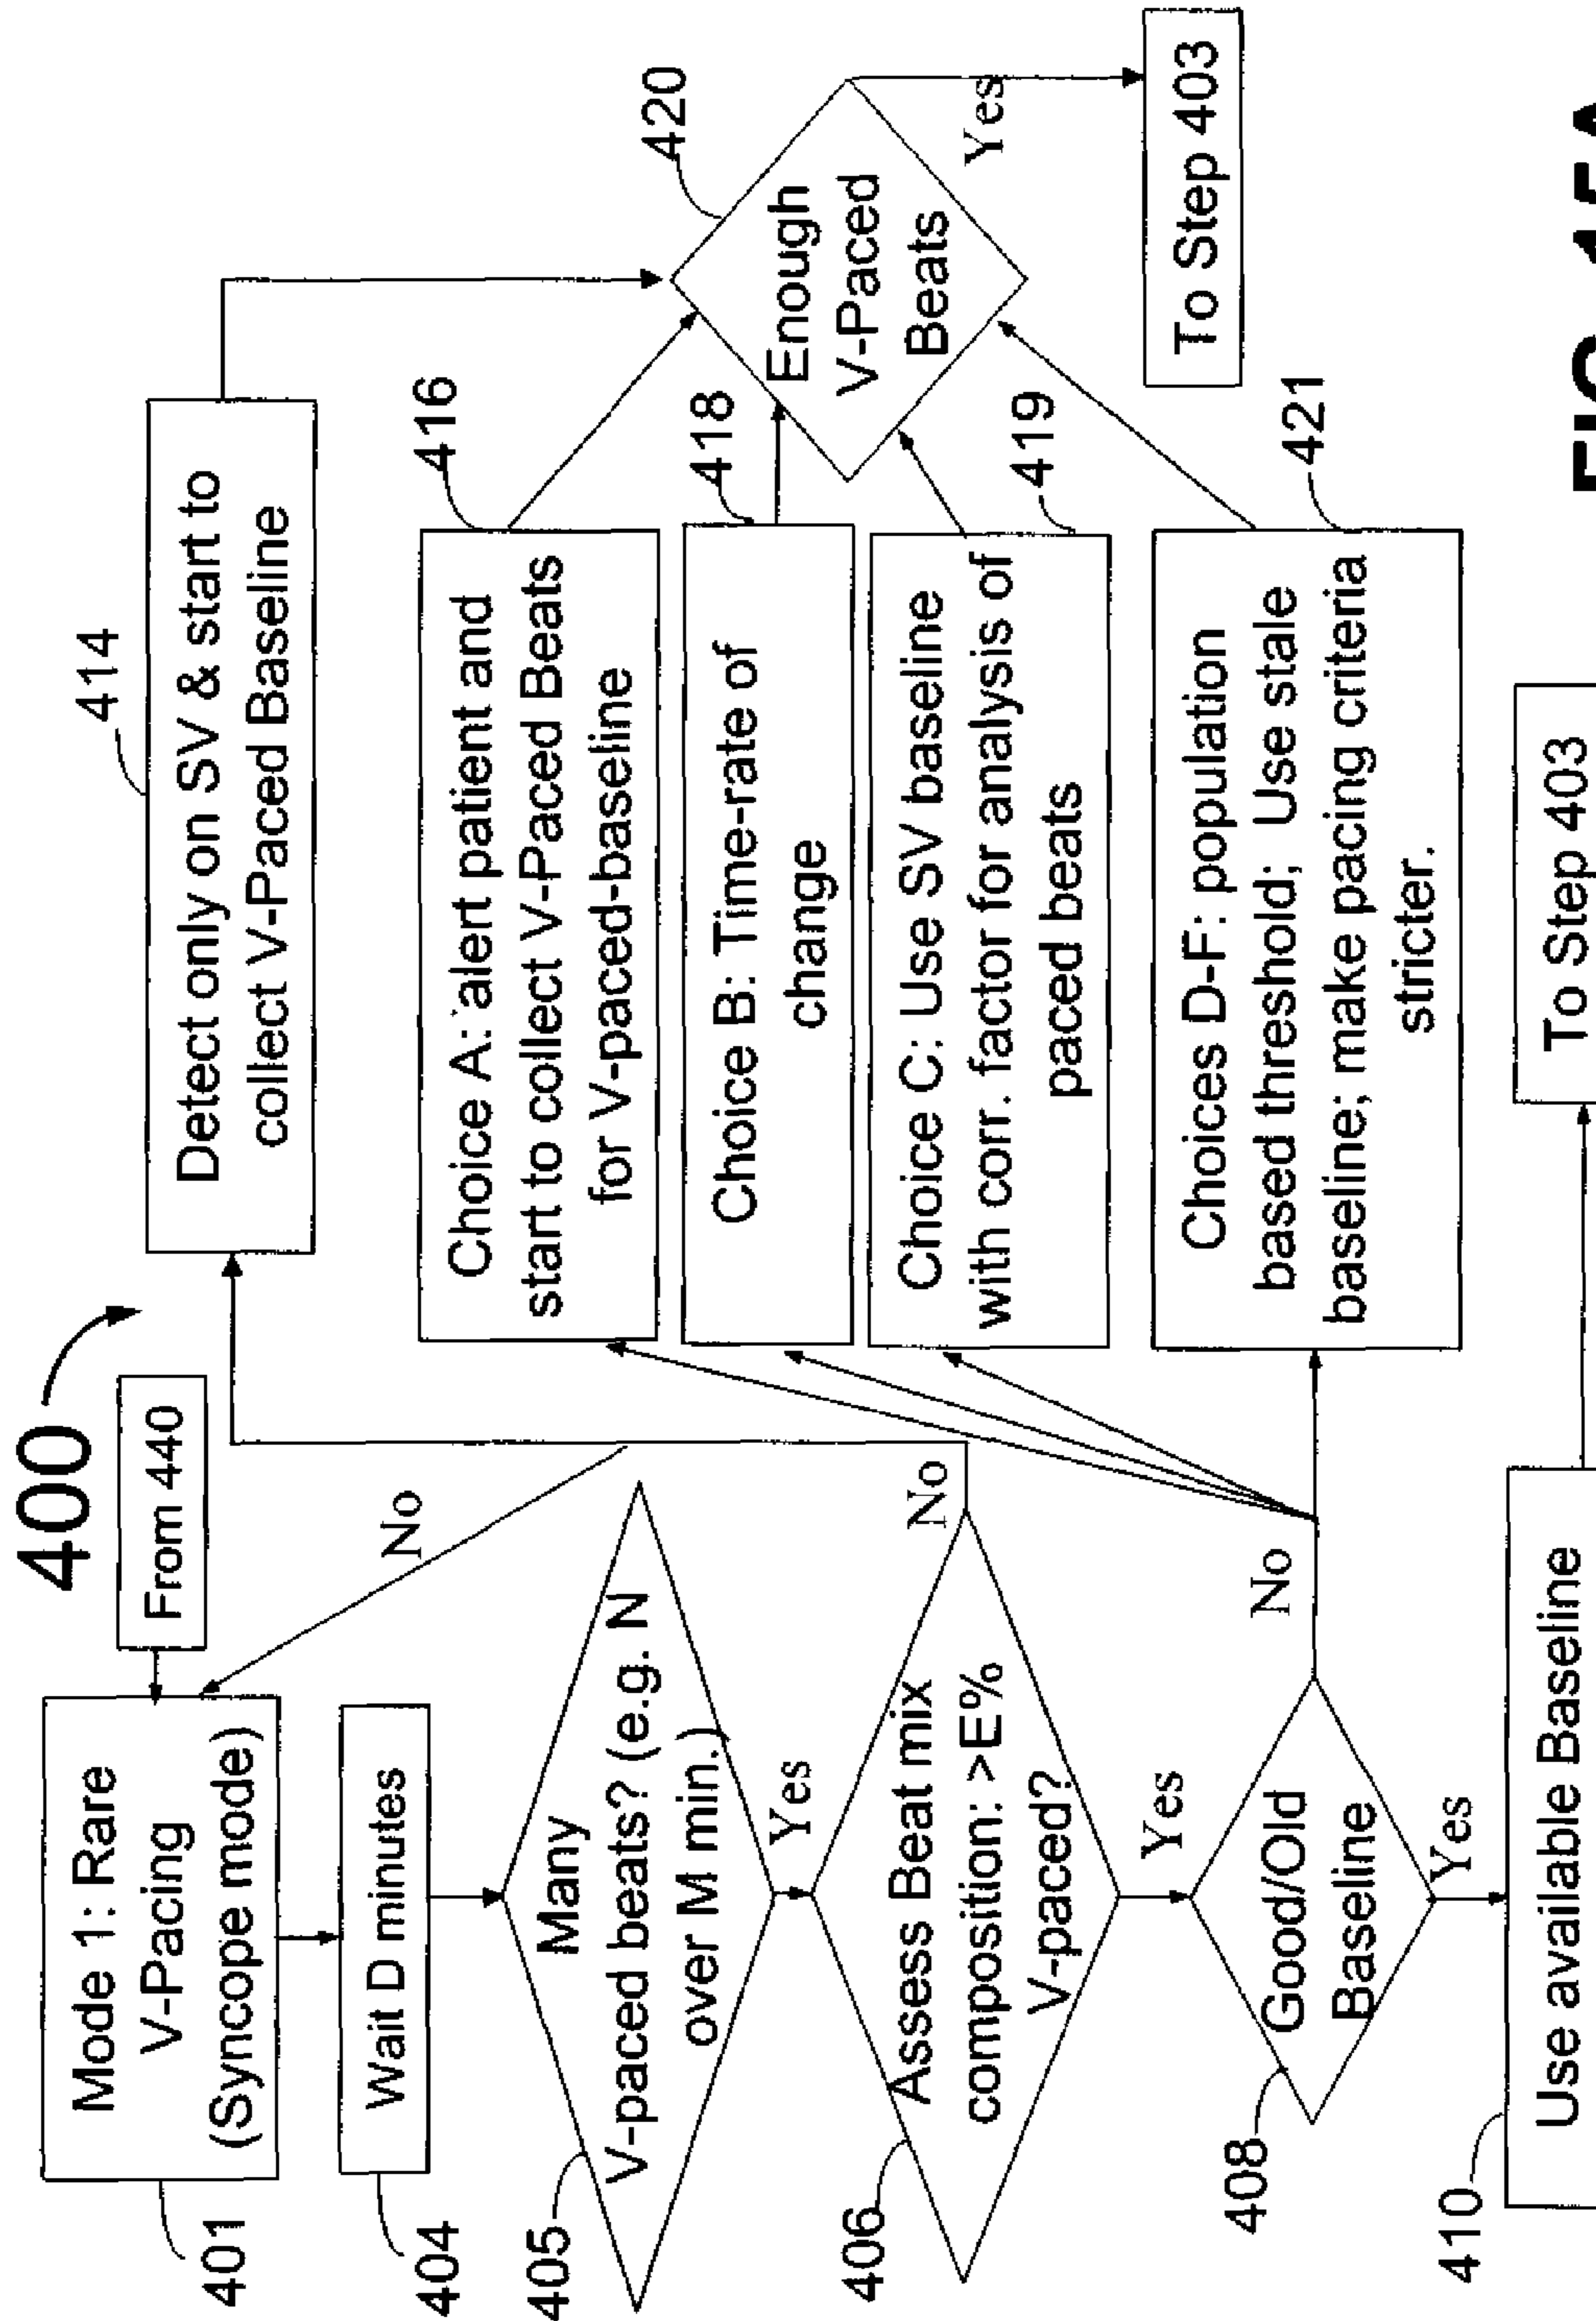 400
From 440
Mode 1: Rare
V-Pacing
(Syncope mode)
401
Wait D minutes
404
Many
V-paced beats? (e.g. N
over M min.)
405
No
Yes
Assess Beat mix
composition: >E%
V-paced?
406
No
Yes
Good/Old
Baseline
408
No
Yes
Use available Baseline
410
To Step 403
Detect only on SV & start to
collect V-Paced Baseline
414
Choice A: alert patient and
start to collect V-Paced Beats
for V-paced-baseline
416
Choice B: Time-rate of
change
418
Choice C: Use SV baseline
with corr. factor for analysis of
paced beats
419
Choices D-F: population
based threshold; Use stale
baseline; make pacing criteria
stricter.
421
Enough
V-Paced
Beats
420
Yes
To Step 403